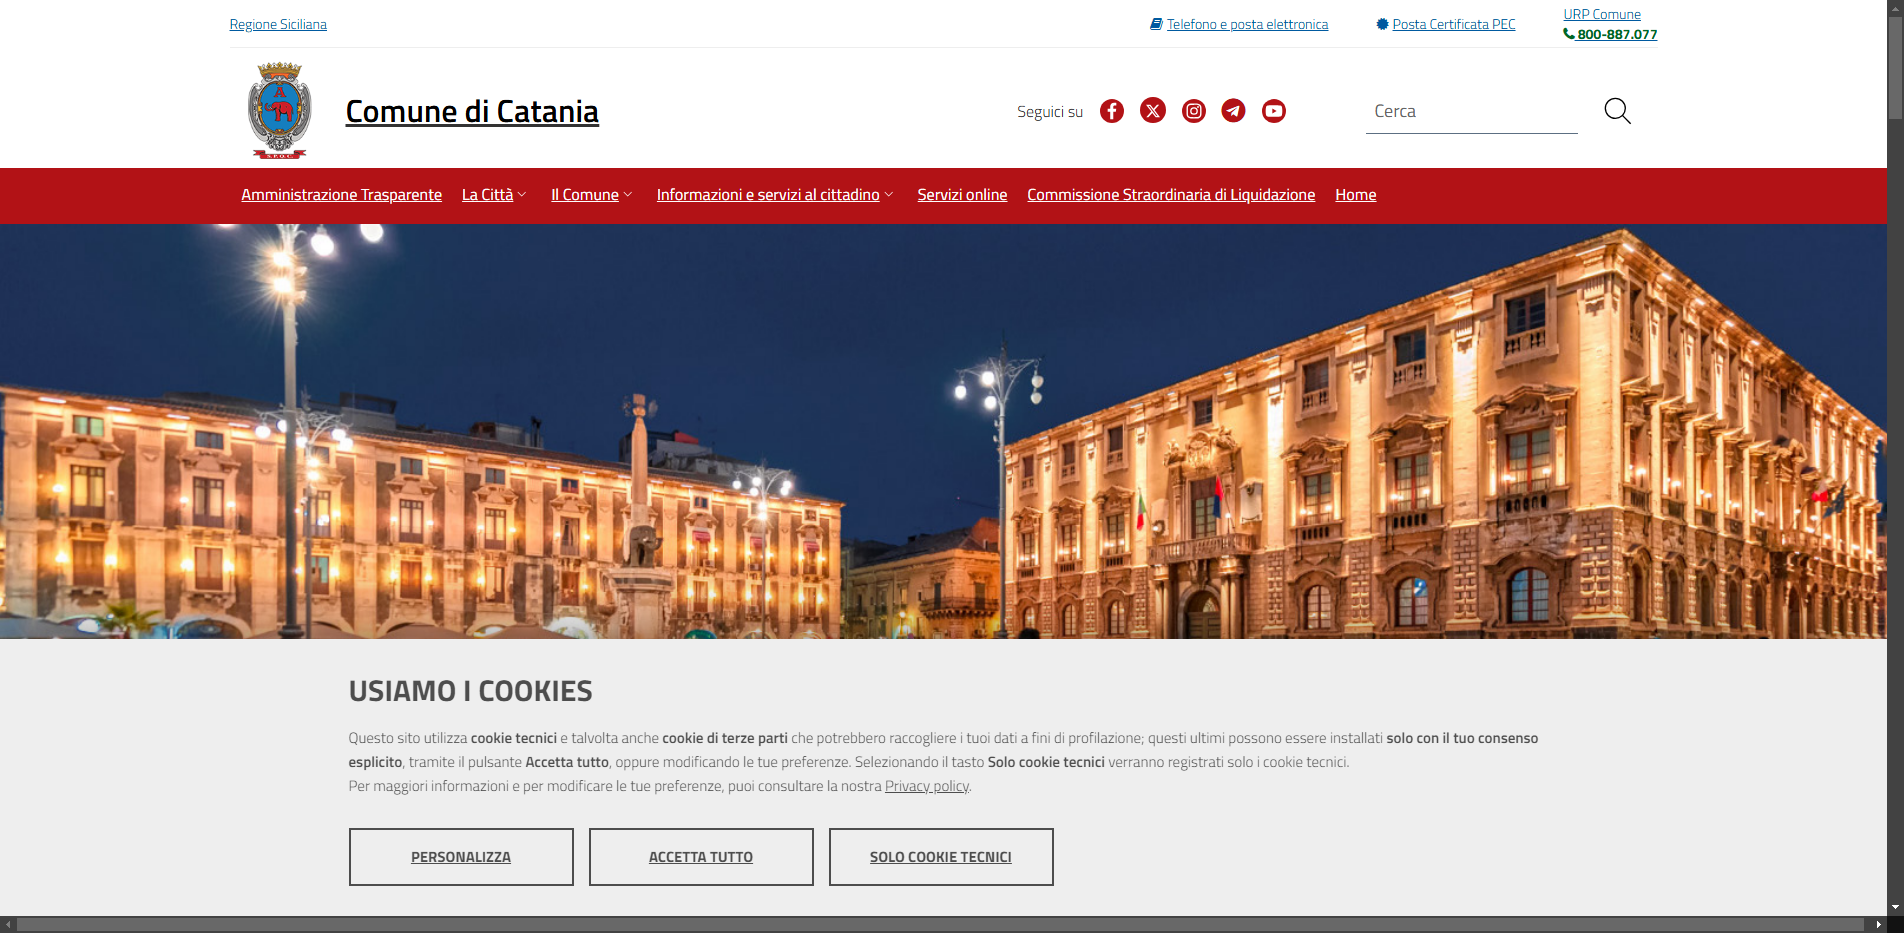 Regione Siciliana
Telefono e posta elettronica
Posta Certificata PEC
URP Comune
800-887.077
Comune di Catania
Seguici su
Cerca
Amministrazione Trasparente
La Città
Il Comune
Informazioni e servizi al cittadino
Servizi online
Commissione Straordinaria di Liquidazione
Home
USIAMO I COOKIES
Questo sito utilizza cookie tecnici e talvolta anche cookie di terze parti che potrebbero raccogliere i tuoi dati a fini di profilazione; questi ultimi possono essere installati solo con il tuo consenso
esplicito, tramite il pulsante Accetta tutto, oppure modificando le tue preferenze. Selezionando il tasto Solo cookie tecnici verranno registrati solo i cookie tecnici.
Per maggiori informazioni e per modificare le tue preferenze, puoi consultare la nostra Privacy policy.
PERSONALIZZA
ACCETTA TUTTO
SOLO COOKIE TECNICI